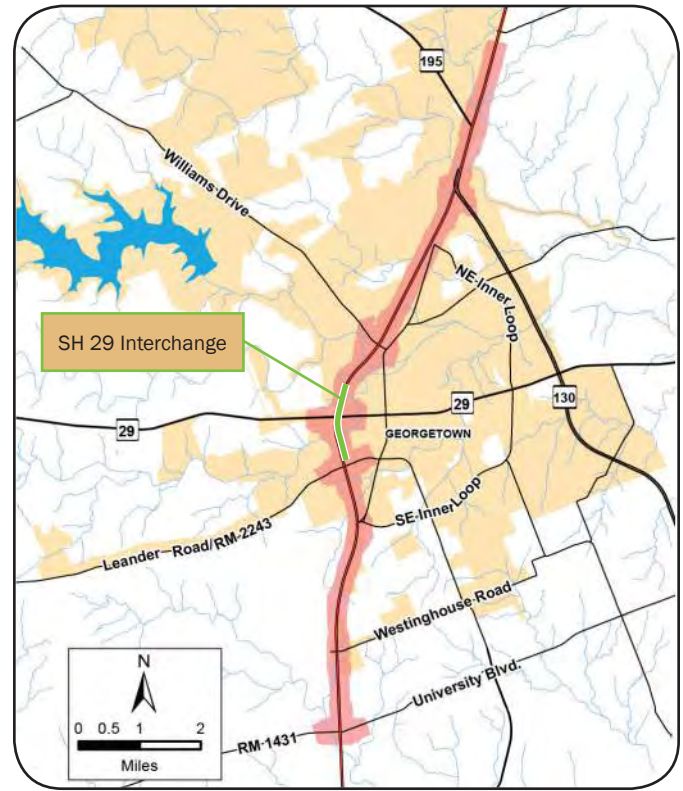 195
Williams Drive
NE Inner Loop
SH 29 Interchange
130
29
29
GEORGETOWN
SE Inner Loop
Leander Road/RM 2243
Westinghouse Road
University Blvd.
RM 1431
N
0 0.5 1 2
Miles